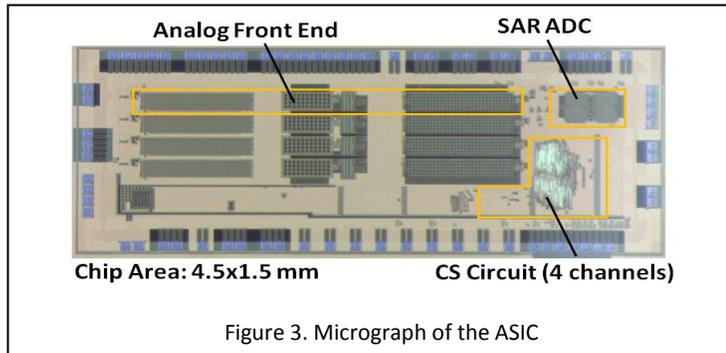 Analog Front End
SAR ADC
Chip Area: 4.5x1.5 mm
CS Circuit (4 channels)
Figure 3. Micrograph of the ASIC